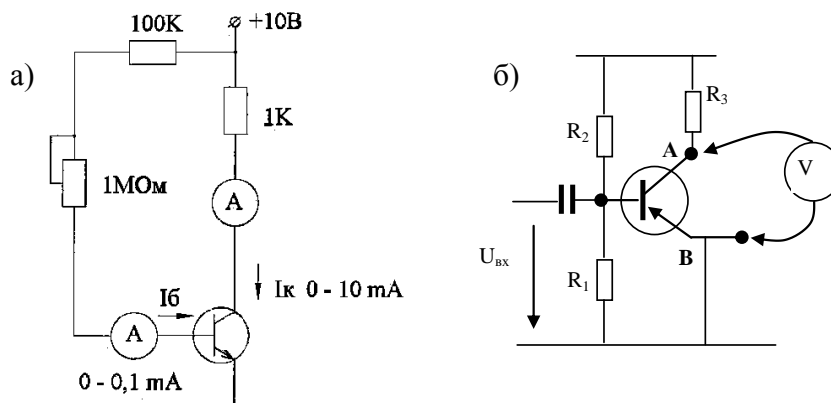 а)
100K
+10В
1K
1МОм
А
Iб
Iк 0 - 10 mA
А
0 - 0,1 mA
б)
R3
R2
A
V
B
Uвх
R1